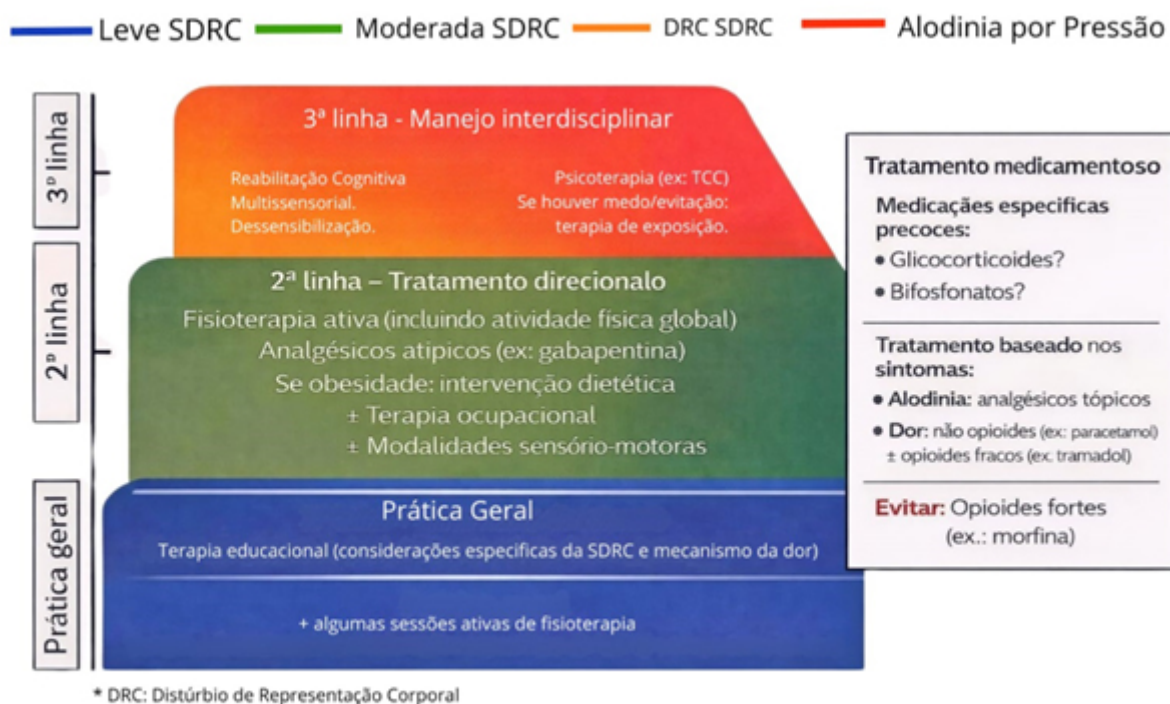 Leve SDRC Moderada SDRC DRC SDRC Alodinia por Pressão
3º linha
3ª linha - Manejo interdisciplinar
Reabilitação Cognitiva
Multissensorial.
Dessensibilização.
Psicoterapia (ex: TCC)
Se houver medo/evitação:
terapia de exposição.
2º linha
2ª linha – Tratamento direcionalo
Fisioterapia ativa (incluindo atividade física global)
Analgésicos atipicos (ex: gabapentina)
Se obesidade: intervenção dietética
± Terapia ocupacional
± Modalidades sensório-motoras
Prática geral
Prática Geral
Terapia educacional (considerações especificas da SDRC e mecanismo da dor)
+ algumas sessões ativas de fisioterapia
Tratamento medicamentoso
Medicaçães especificas
precoces:
• Glicocorticoides?
• Bifosfonatos?
Tratamento baseado nos
sintomas:
• Alodinia: analgésicos tópicos
• Dor: não opioides (ex: paracetamol)
± opioides fracos (ex. tramadol)
Evitar: Opioides fortes
(ex.: morfina)
* DRC: Distúrbio de Representação Corporal